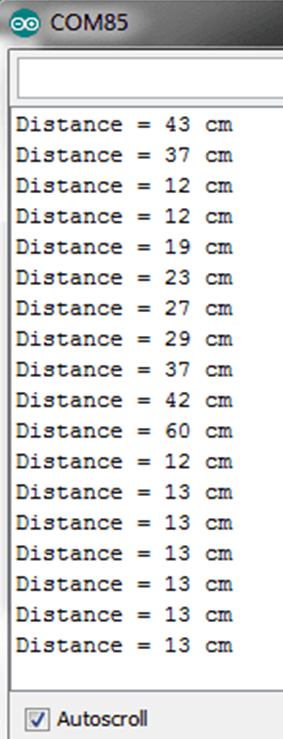 COM85
Distance = 43 cm
Distance = 37 cm
Distance = 12 cm
Distance = 12 cm
Distance = 19 cm
Distance = 23 cm
Distance = 27 cm
Distance = 29 cm
Distance = 37 cm
Distance = 42 cm
Distance = 60 cm
Distance = 12 cm
Distance = 13 cm
Distance = 13 cm
Distance = 13 cm
Distance = 13 cm
Distance = 13 cm
Distance = 13 cm
Autoscroll